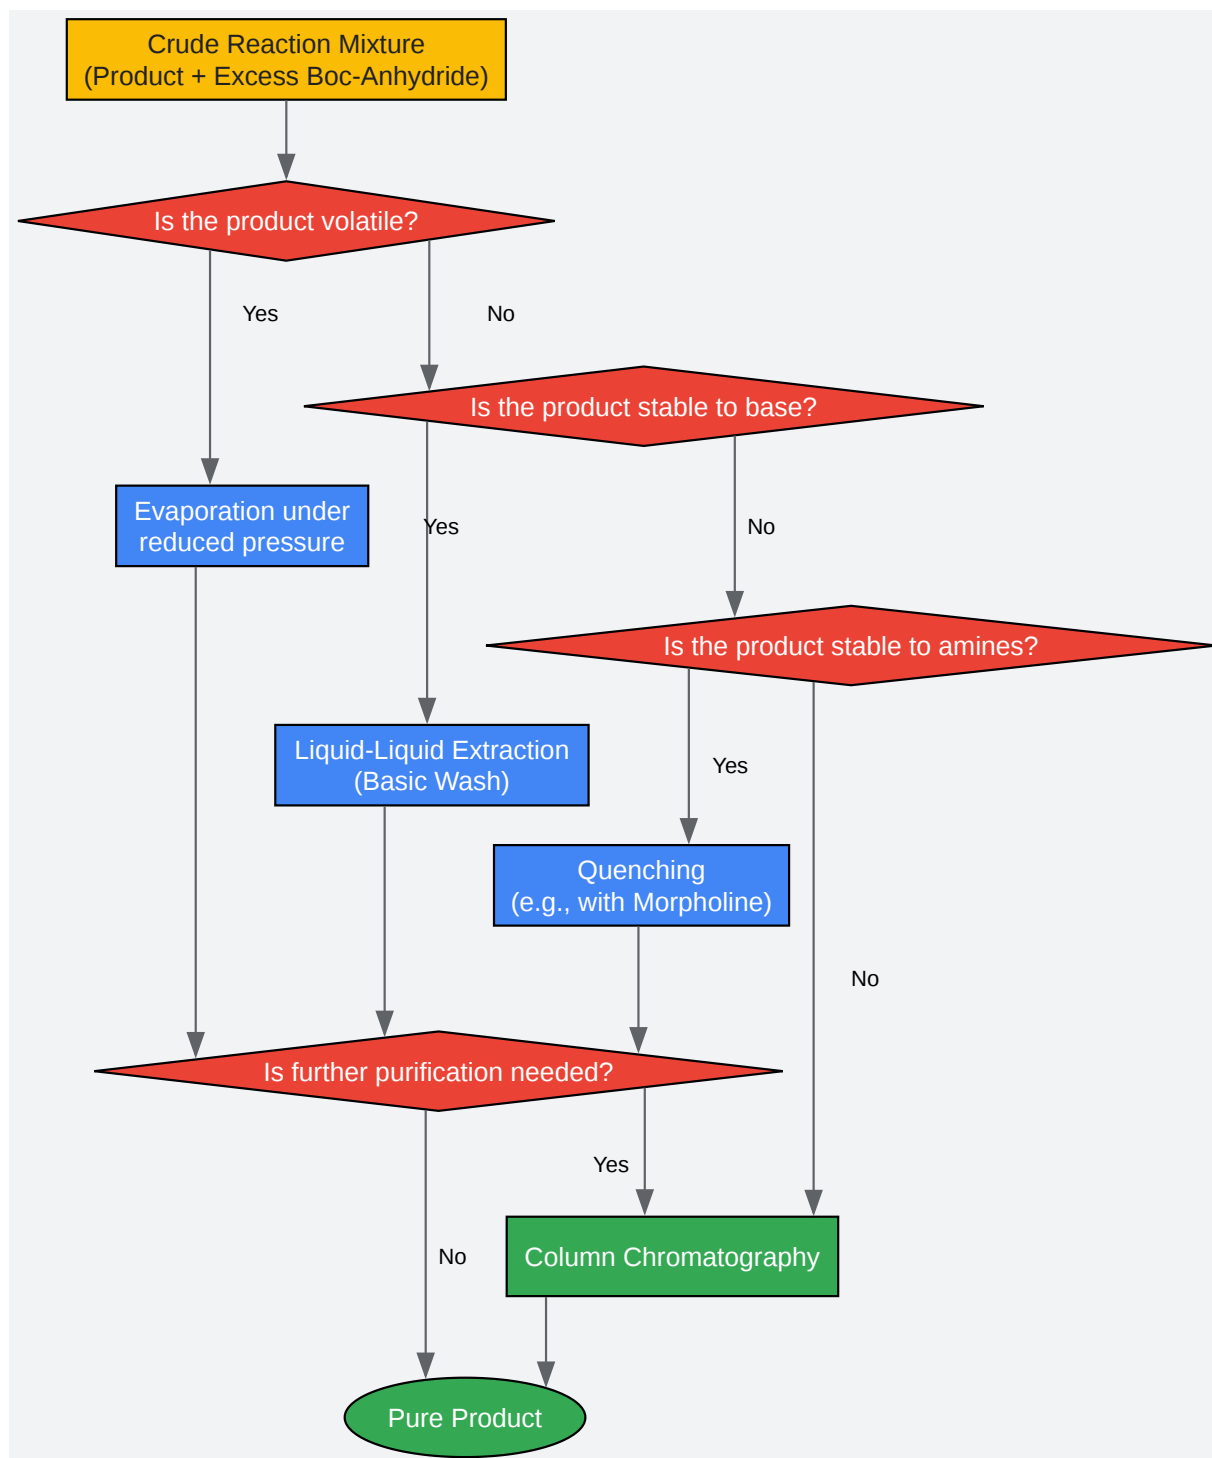 Crude Reaction Mixture
(Product + Excess Boc-Anhydride)
Is the product volatile?
Yes
No
Is the product stable to base?
Evaporation under
reduced pressure
Yes
No
Is the product stable to amines?
Liquid-Liquid Extraction
(Basic Wash)
Yes
Quenching
(e.g., with Morpholine)
No
Is further purification needed?
Yes
No
Column Chromatography
Pure Product